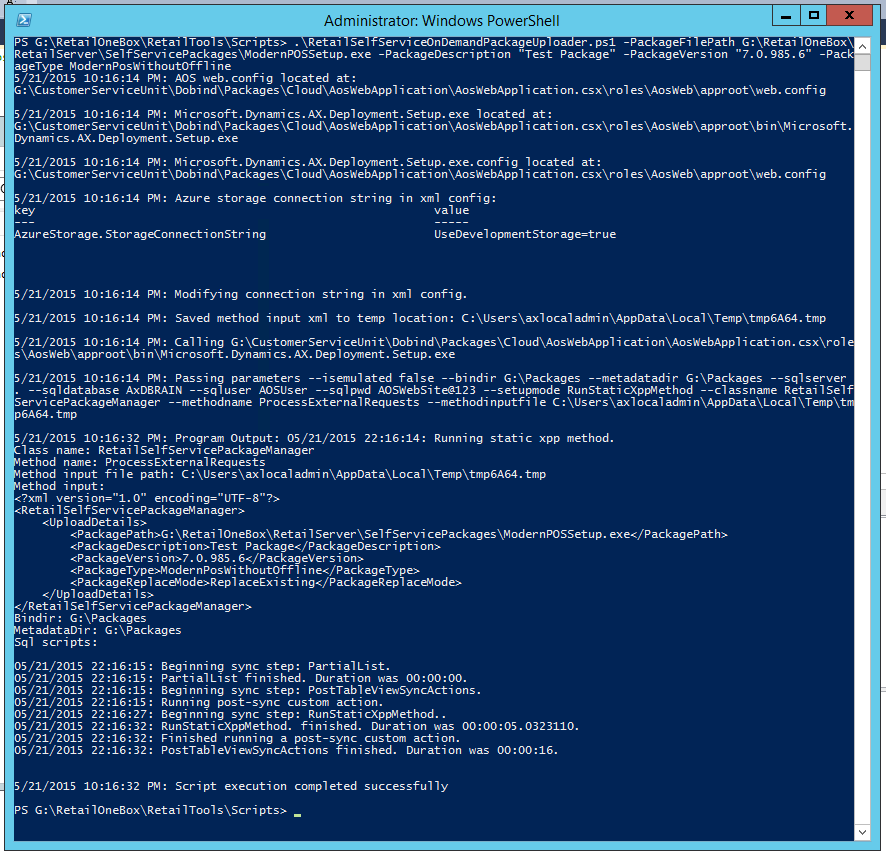 Administrator: Windows PowerShell
PS G:\RetailOneBox\RetailTools\Scripts> .\RetailSelfServiceOnDemandPackageUploader.ps1 -PackageFilePath G:\RetailOneBox\
RetailServer\SelfServicePackages\ModernPOSSetup.exe -PackageDescription "Test Package" -PackageVersion "7.0.985.6" -Pack
ageType ModernPosWithoutOffline
5/21/2015 10:16:14 PM: AOS web.config located at:
G:\CustomerServiceUnit\Dobind\Packages\Cloud\AosWebApplication\AosWebApplication.csx\roles\AosWeb\approot\web.config
5/21/2015 10:16:14 PM: Microsoft.Dynamics.AX.Deployment.Setup.exe located at:
G:\CustomerServiceUnit\Dobind\Packages\Cloud\AosWebApplication\AosWebApplication.csx\roles\AosWeb\approot\bin\Microsoft.
Dynamics.AX.Deployment.Setup.exe
5/21/2015 10:16:14 PM: Microsoft.Dynamics.AX.Deployment.Setup.exe.config located at:
G:\CustomerServiceUnit\Dobind\Packages\Cloud\AosWebApplication\AosWebApplication.csx\roles\AosWeb\approot\web.config
5/21/2015 10:16:14 PM: Azure storage connection string in xml config:
key value
--- -----
AzureStorage.StorageConnectionString UseDevelopmentStorage=true
5/21/2015 10:16:14 PM: Modifying connection string in xml config.
5/21/2015 10:16:14 PM: Saved method input xml to temp location: C:\Users\axlocaladmin\AppData\Local\Temp\tmp6A64.tmp
5/21/2015 10:16:14 PM: Calling G:\CustomerServiceUnit\Dobind\Packages\Cloud\AosWebApplication\AosWebApplication.csx\role
s\AosWeb\approot\bin\Microsoft.Dynamics.AX.Deployment.Setup.exe
5/21/2015 10:16:14 PM: Passing parameters --isemulated false --bindir G:\Packages --metadatadir G:\Packages --sqlserver
. --sqldatabase AxDBRAIN --sqluser AOSUser --sqlpwd AOSWebSite@123 --setupmode RunStaticXppMethod --classname RetailSelf
ServicePackageManager --methodname ProcessExternalRequests --methodinputfile C:\Users\axlocaladmin\AppData\Local\Temp\tm
p6A64.tmp
5/21/2015 10:16:32 PM: Program Output: 05/21/2015 22:16:14: Running static xpp method.
Class name: RetailSelfServicePackageManager
Method name: ProcessExternalRequests
Method input file path: C:\Users\axlocaladmin\AppData\Local\Temp\tmp6A64.tmp
Method input:
<?xml version="1.0" encoding="UTF-8"?>
<RetailSelfServicePackageManager>
<UploadDetails>
<PackagePath>G:\RetailOneBox\RetailServer\SelfServicePackages\ModernPOSSetup.exe</PackagePath>
<PackageDescription>Test Package</PackageDescription>
<PackageVersion>7.0.985.6</PackageVersion>
<PackageType>ModernPosWithoutOffline</PackageType>
<PackageReplaceMode>ReplaceExisting</PackageReplaceMode>
</UploadDetails>
</RetailSelfServicePackageManager>
Bindir: G:\Packages
MetadataDir: G:\Packages
Sql scripts:
05/21/2015 22:16:15: Beginning sync step: PartialList.
05/21/2015 22:16:15: PartialList finished. Duration was 00:00:00.
05/21/2015 22:16:15: Beginning sync step: PostTableViewSyncActions.
05/21/2015 22:16:15: Running post-sync custom action.
05/21/2015 22:16:27: Beginning sync step: RunStaticXppMethod..
05/21/2015 22:16:32: RunStaticXppMethod. finished. Duration was 00:00:05.0323110.
05/21/2015 22:16:32: Finished running a post-sync custom action.
05/21/2015 22:16:32: PostTableViewSyncActions finished. Duration was 00:00:16.
5/21/2015 10:16:32 PM: Script execution completed successfully
PS G:\RetailOneBox\RetailTools\Scripts> _